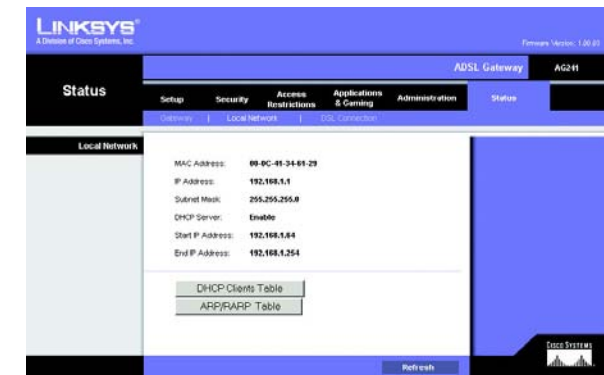 LINKSYS®
A Division of Cisco Systems, Inc.
Firmware Version: 1.00.03
ADSL Gateway AG241
Status
Setup Security Access Restrictions Applications & Gaming Administration Status
Gateway | Local Network | DSL Connection
Local Network
MAC Address: 00-0C-41-34-61-29
IP Address: 192.168.1.1
Subnet Mask: 255.255.255.0
DHCP Server: Enable
Start IP Address: 192.168.1.64
End IP Address: 192.168.1.254
DHCP Clients Table
ARP/RARP Table
CISCO SYSTEMS
Refresh